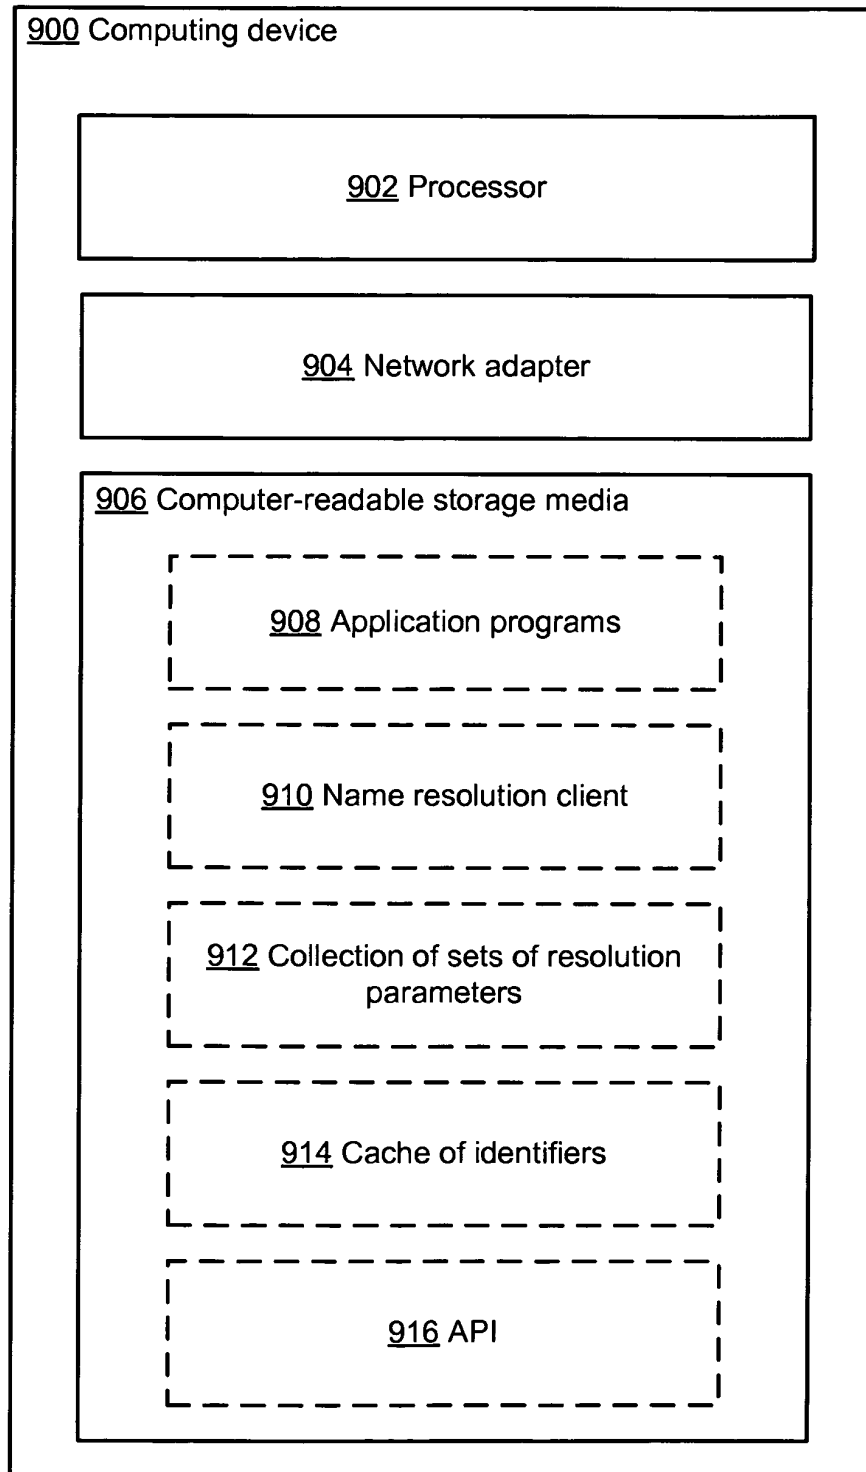 900 Computing device
902 Processor
904 Network adapter
906 Computer-readable storage media
908 Application programs
910 Name resolution client
912 Collection of sets of resolution
parameters
914 Cache of identifiers
916 API